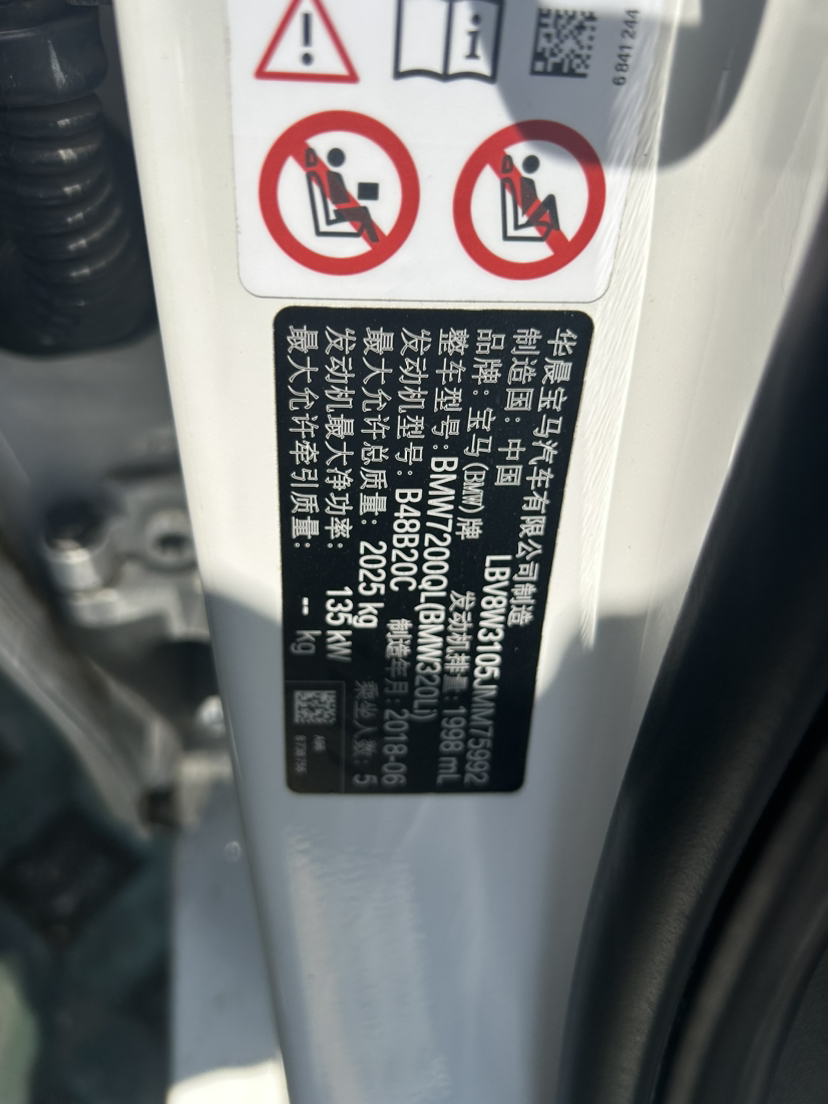 6 841 244
华晨宝马汽车有限公司制造
制造国：中国 LBV8W3105JMM75992
品牌：宝马(BMW)牌 发动机排量：1998 mL
整车型号：BMW7200QL(BMW320L)
发动机型号：B48B20C 制造年月：2018-06
最大允许总质量：2025 kg 乘坐人数：5
发动机最大净功率：135 kW
最大允许牵引质量：-- kg